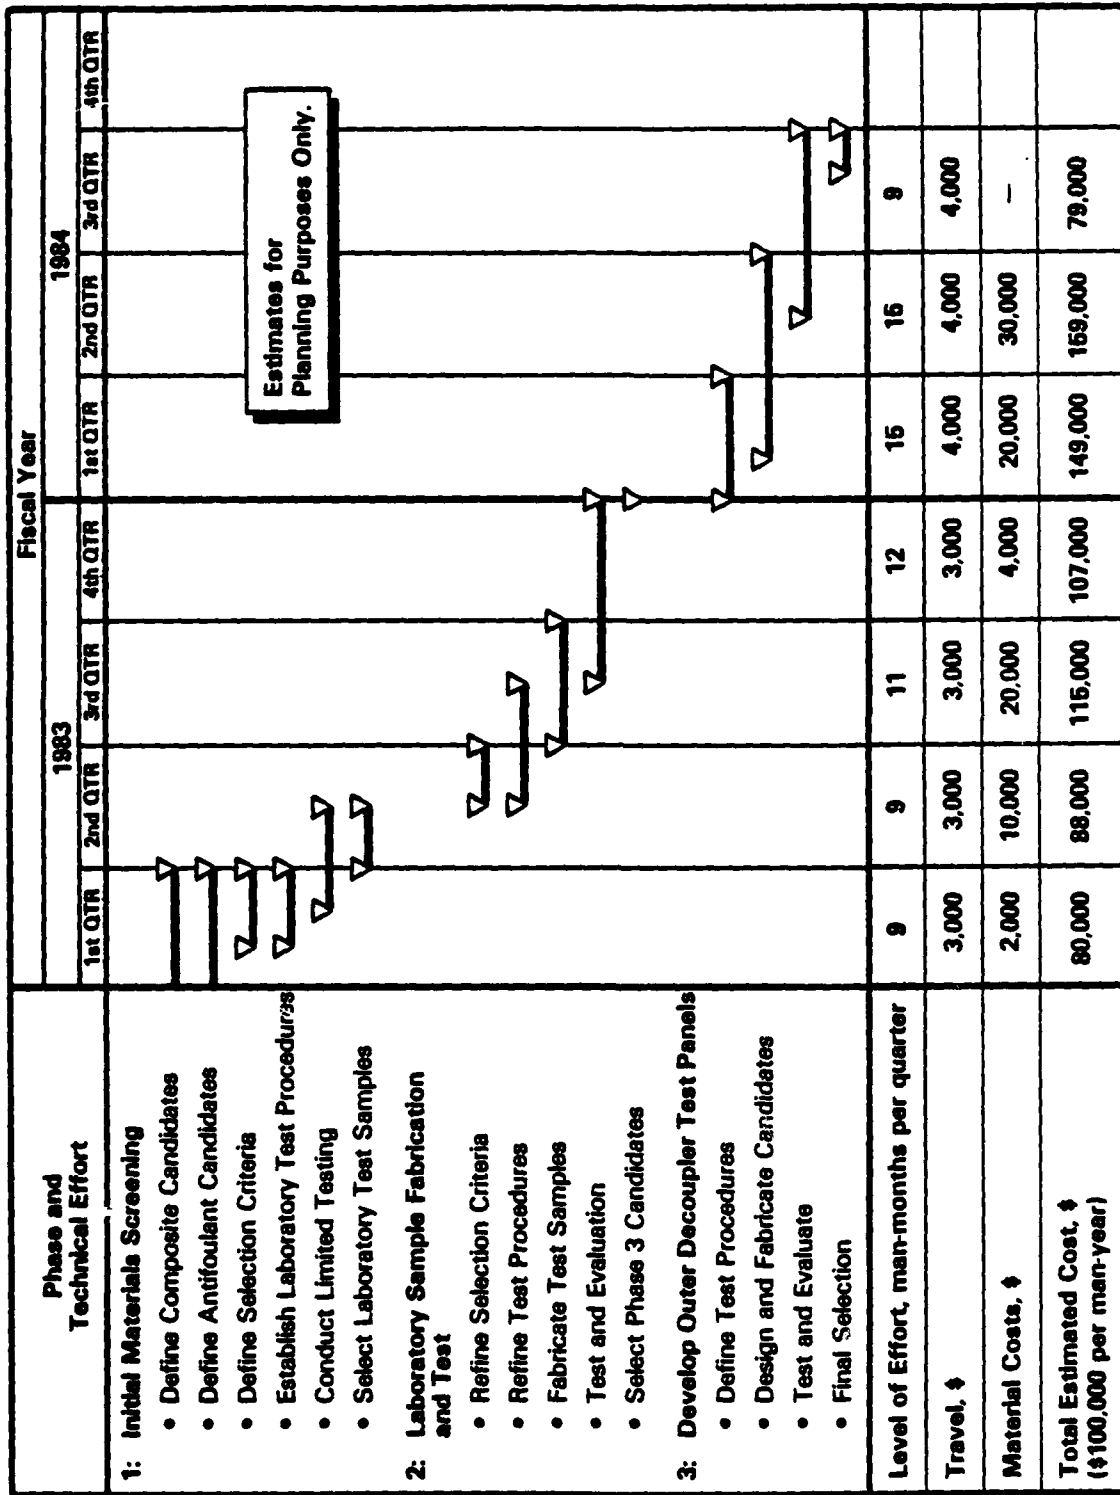 Phase and
Technical Effort
Fiscal Year
1983
1984
1st QTR
2nd QTR
3rd QTR
4th QTR
1st QTR
2nd QTR
3rd QTR
4th QTR
1: Initial Materials Screening
• Define Composite Candidates
• Define Antifoulant Candidates
• Define Selection Criteria
• Establish Laboratory Test Procedures
• Conduct Limited Testing
• Select Laboratory Test Samples
2: Laboratory Sample Fabrication
and Test
• Refine Selection Criteria
• Refine Test Procedures
• Fabricate Test Samples
• Test and Evaluation
• Select Phase 3 Candidates
3: Develop Outer Decoupler Test Panels
• Define Test Procedures
• Design and Fabricate Candidates
• Test and Evaluate
• Final Selection
Estimates for
Planning Purposes Only.
Level of Effort, man-months per quarter 9 9 11 12 15 15 9
Travel, $ 3,000 3,000 3,000 3,000 4,000 4,000 4,000
Material Costs, $ 2,000 10,000 20,000 4,000 20,000 30,000 –
Total Estimated Cost, $ 80,000 88,000 115,000 107,000 149,000 159,000 79,000
($100,000 per man-year)